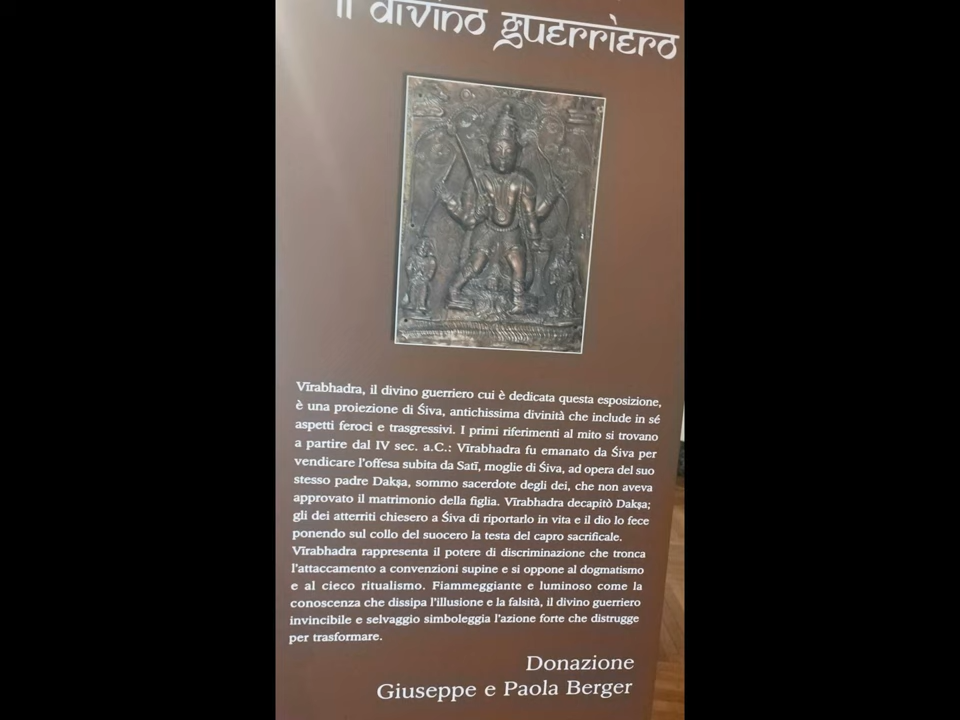 il divino guerriero
Vīrabhadra, il divino guerriero cui è dedicata questa esposizione,
è una proiezione di Śiva, antichissima divinità che include in sé
aspetti feroci e trasgressivi. I primi riferimenti al mito si trovano
a partire dal IV sec. a.C.: Vīrabhadra fu emanato da Śiva per
vendicare l'offesa subita da Satī, moglie di Śiva, ad opera del suo
stesso padre Dakṣa, sommo sacerdote degli dei, che non aveva
approvato il matrimonio della figlia. Vīrabhadra decapitò Dakṣa;
gli dei atterriti chiesero a Śiva di riportarlo in vita e il dio lo fece
ponendo sul collo del suocero la testa del capro sacrificale.
Vīrabhadra rappresenta il potere di discriminazione che tronca
l'attaccamento a convenzioni supine e si oppone al dogmatismo
e al cieco ritualismo. Fiammeggiante e luminoso come la
conoscenza che dissipa l'illusione e la falsità, il divino guerriero
invincibile e selvaggio simboleggia l'azione forte che distrugge
per trasformare.
Donazione
Giuseppe e Paola Berger